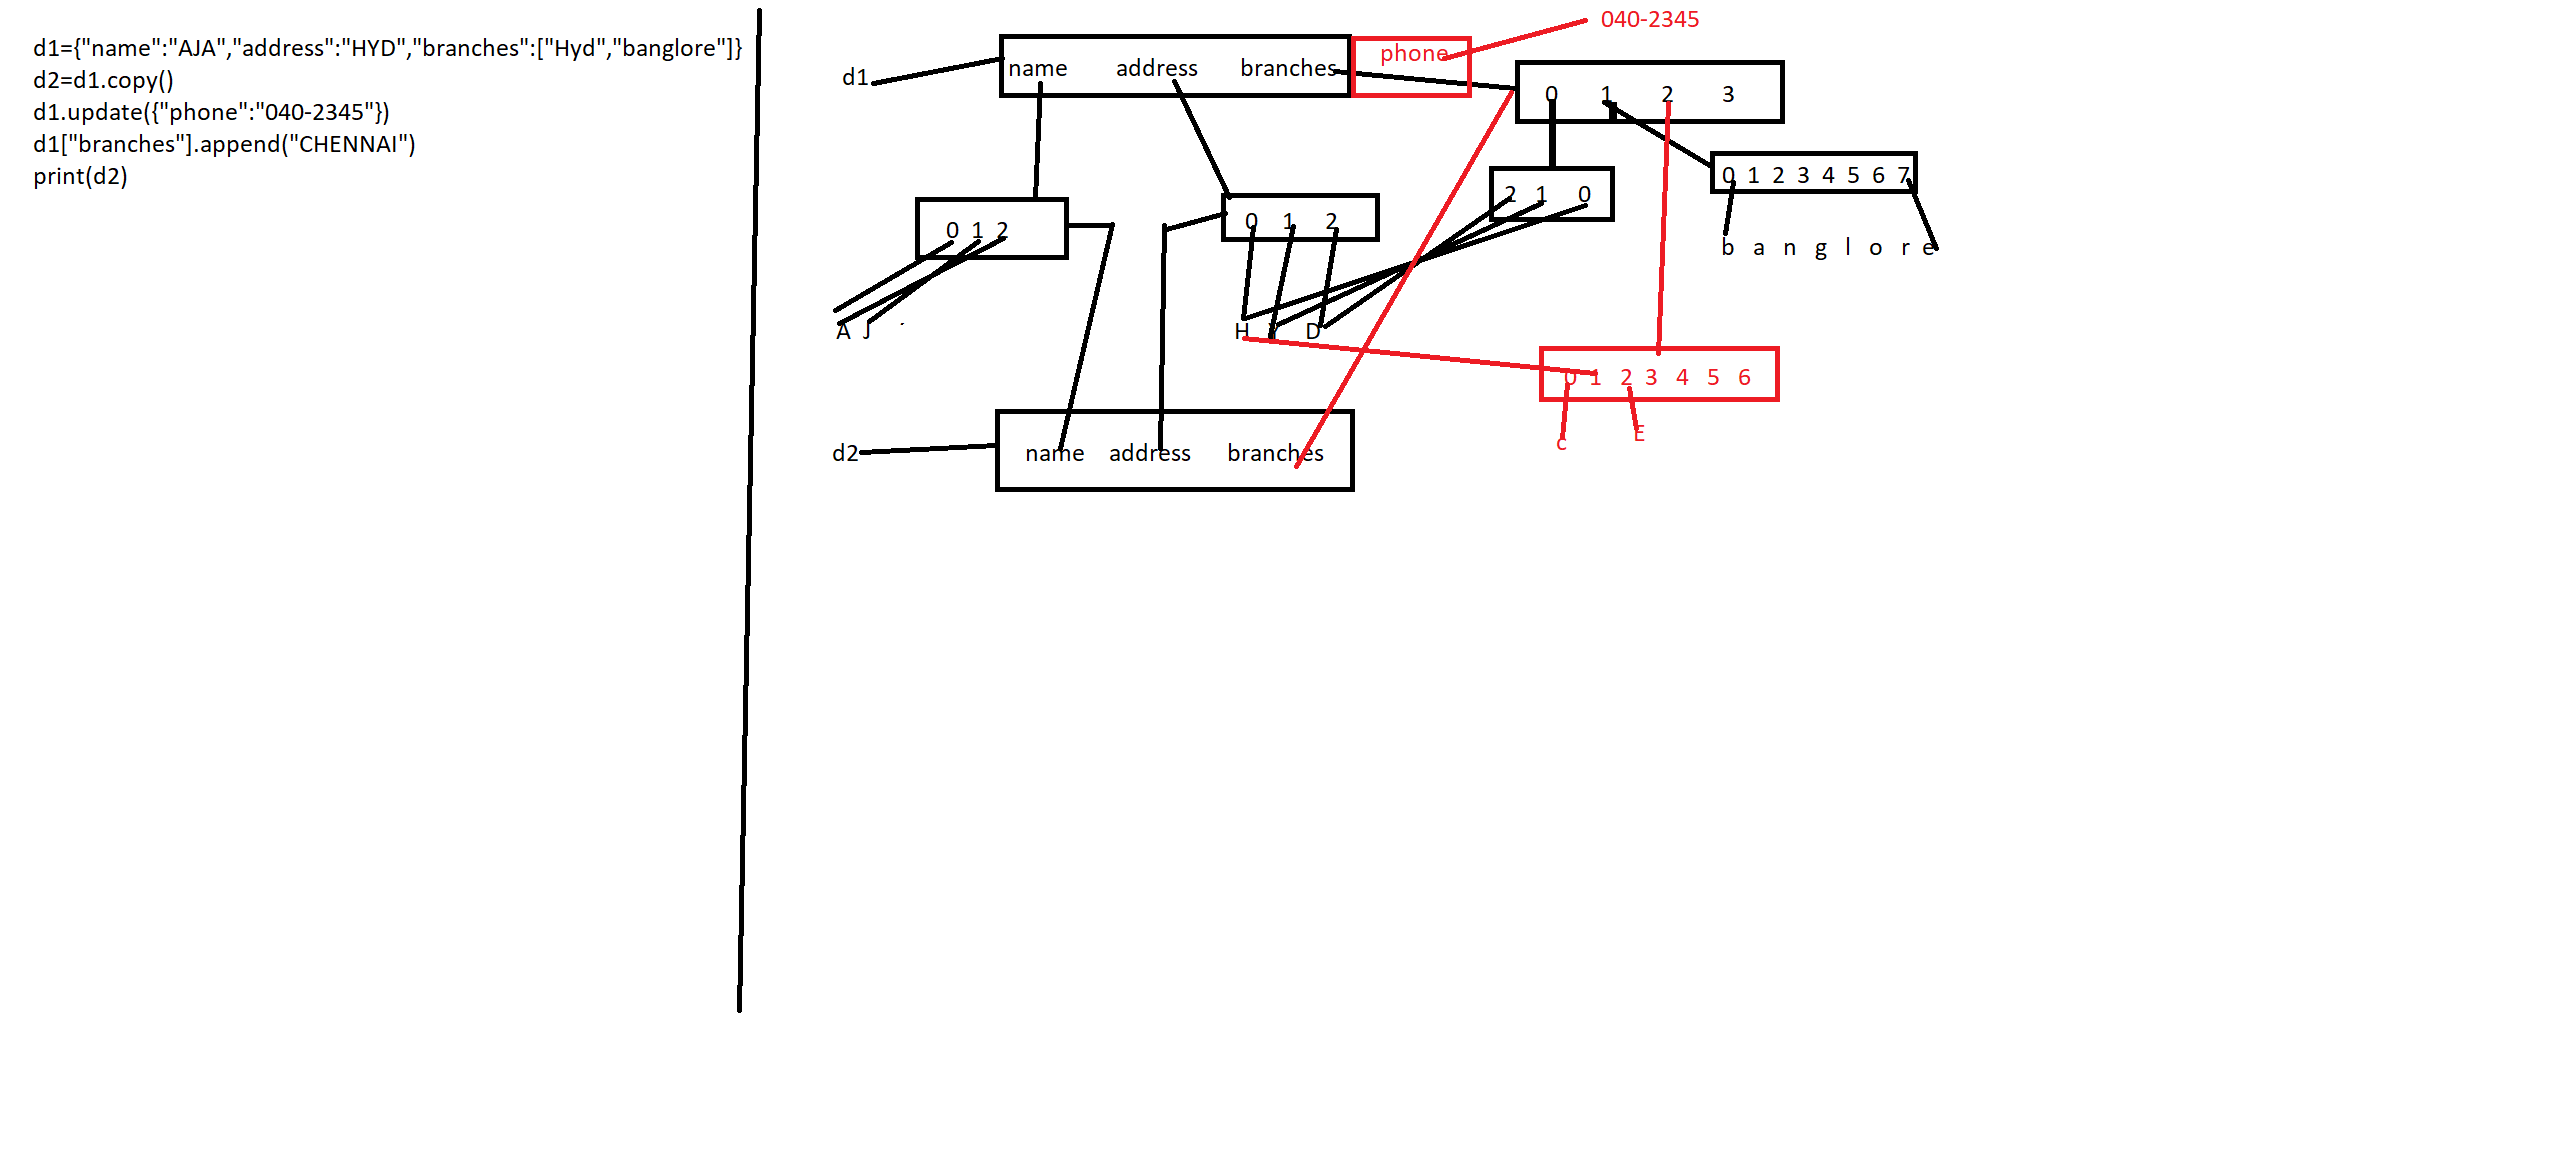 d1={"name":"AJA","address":"HYD","branches":["Hyd","banglore"]}
d2=d1.copy()
d1.update({"phone":"040-2345"})
d1["branches"].append("CHENNAI")
print(d2)
040-2345
d1
name address branches phone
0 1 2 3
0 1 2 3 4 5 6 7
b a n g l o r e
2 1 0
0 1 2
0 1 2
A J
H Y D
0 1 2 3 4 5 6
c E
d2
name address branches